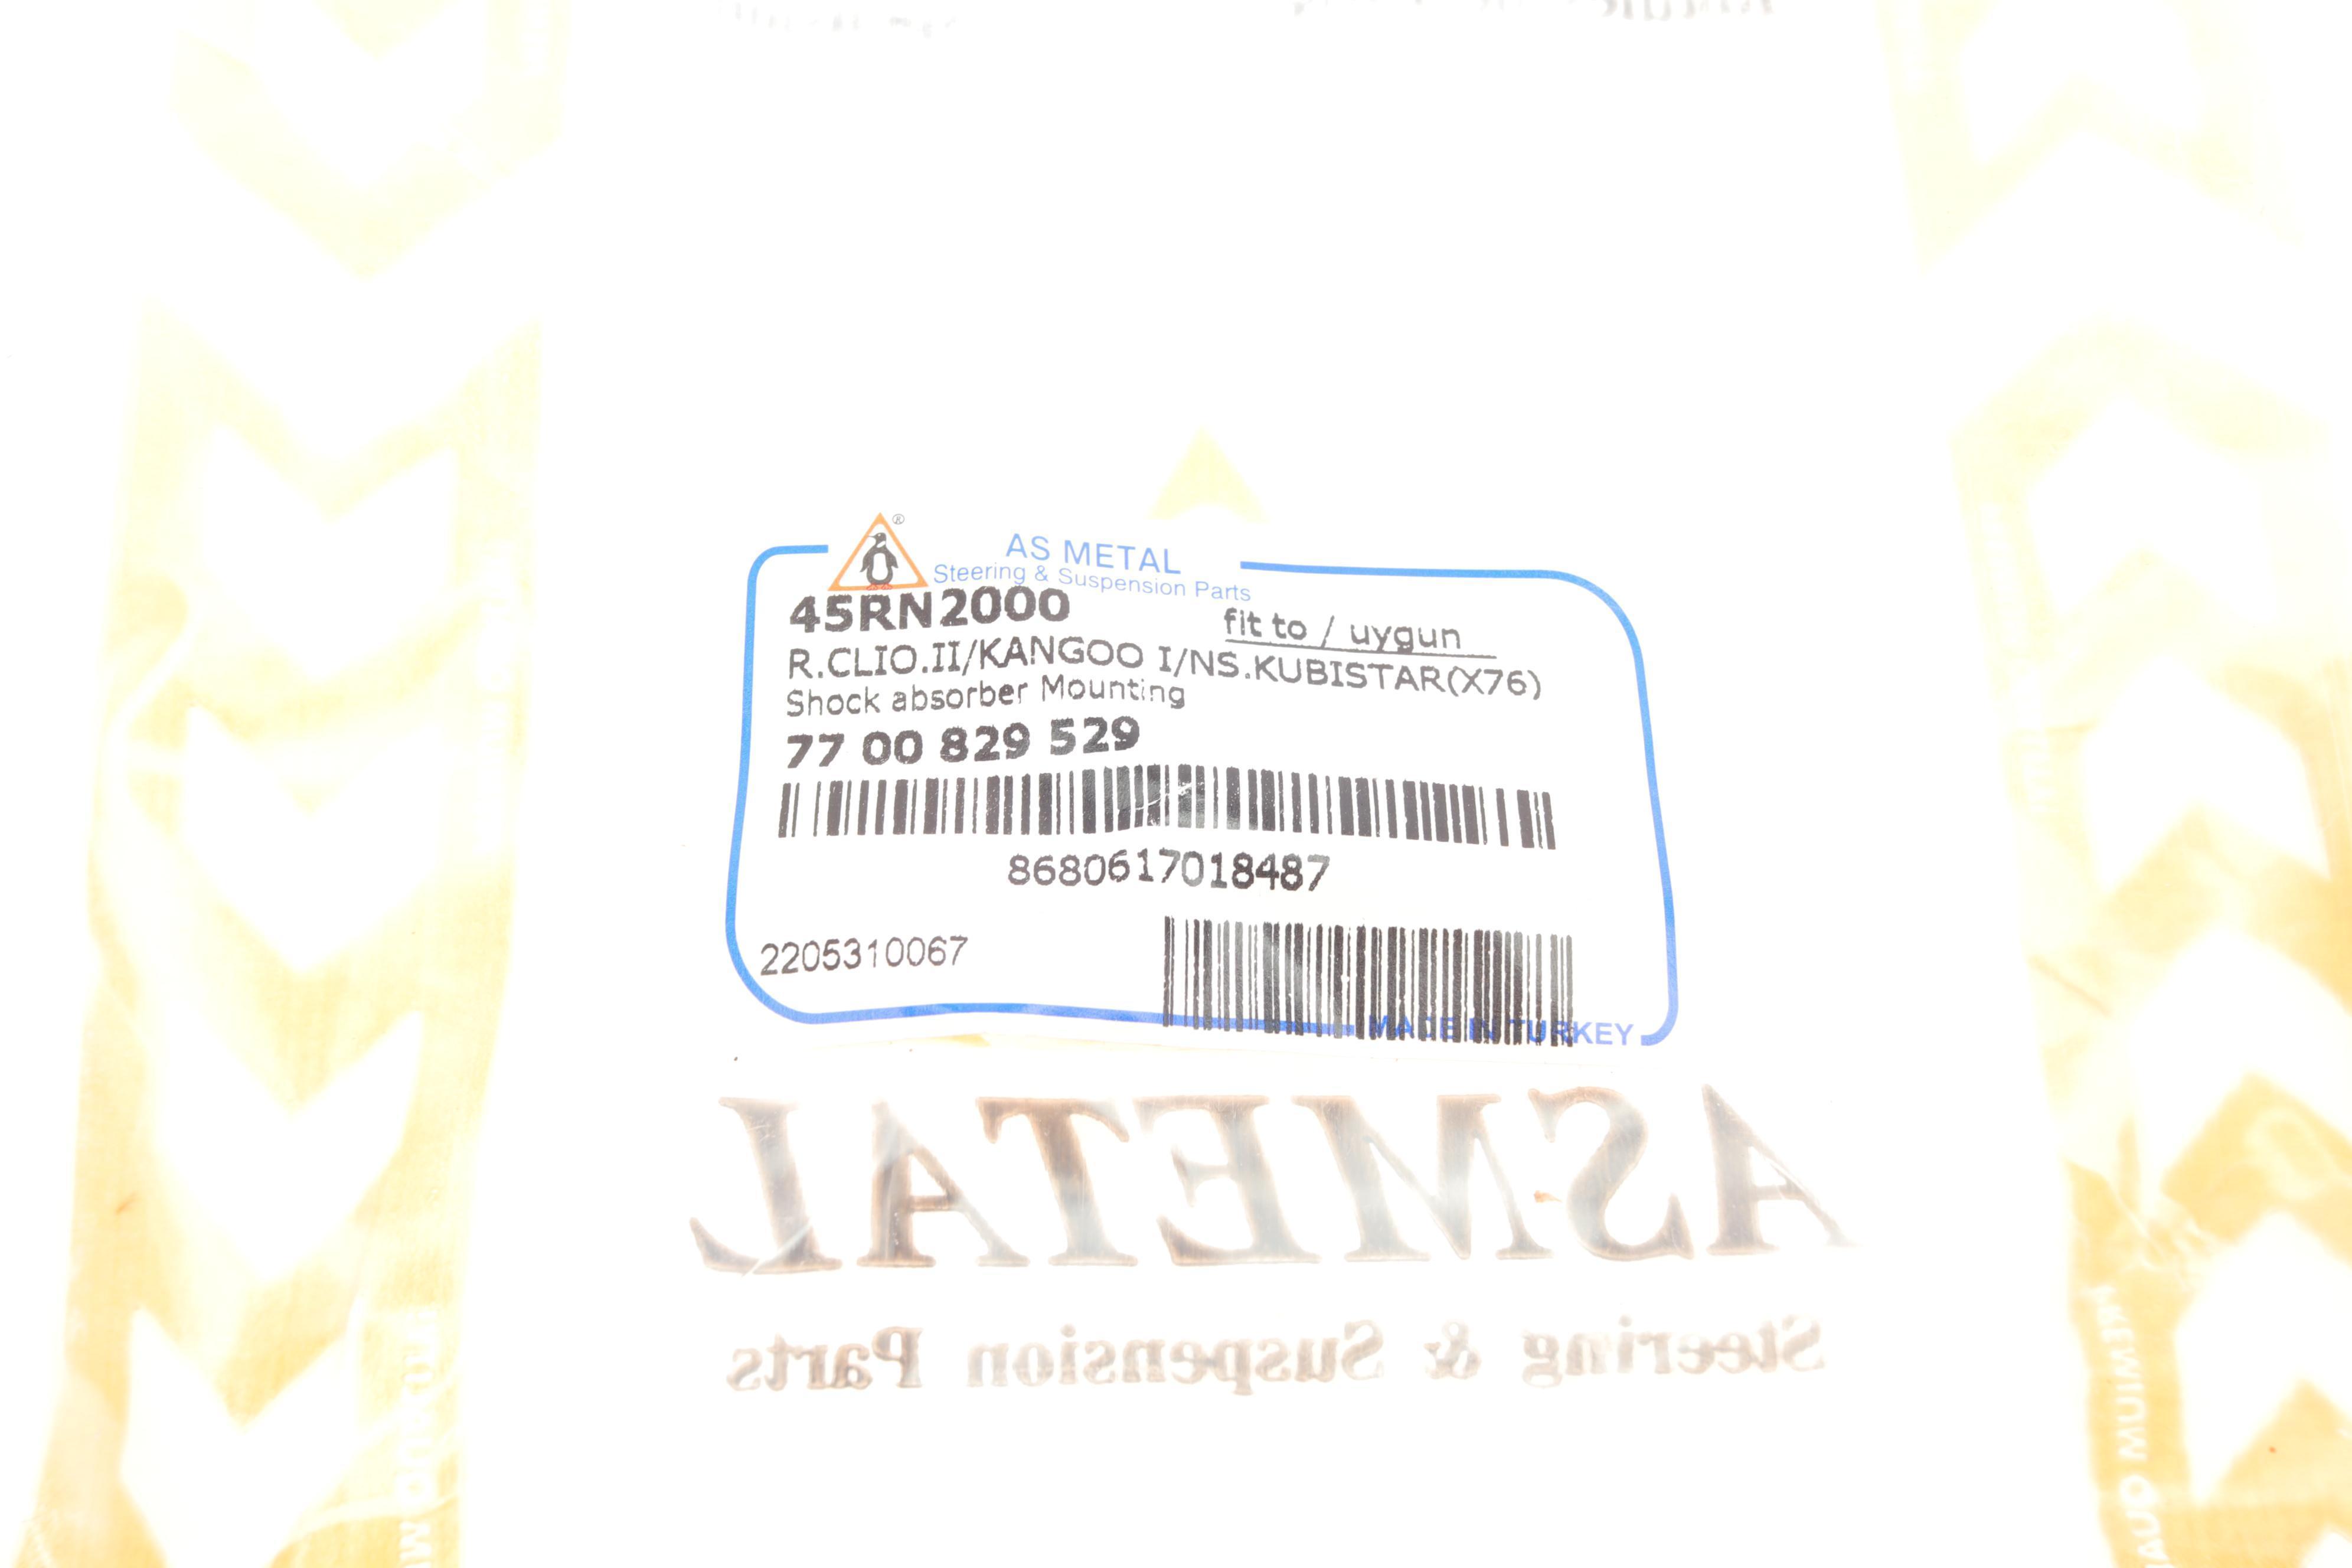 ®
AS METAL
Steering & Suspension Parts
45RN2000
fit to / uygun
R.CLIO.II/KANGOO I/NS.KUBISTAR(X76)
Shock absorber Mounting
77 00 829 529
8680617018487
2205310067
MADE IN TURKEY
ASMETAL
Steering & Suspension Parts